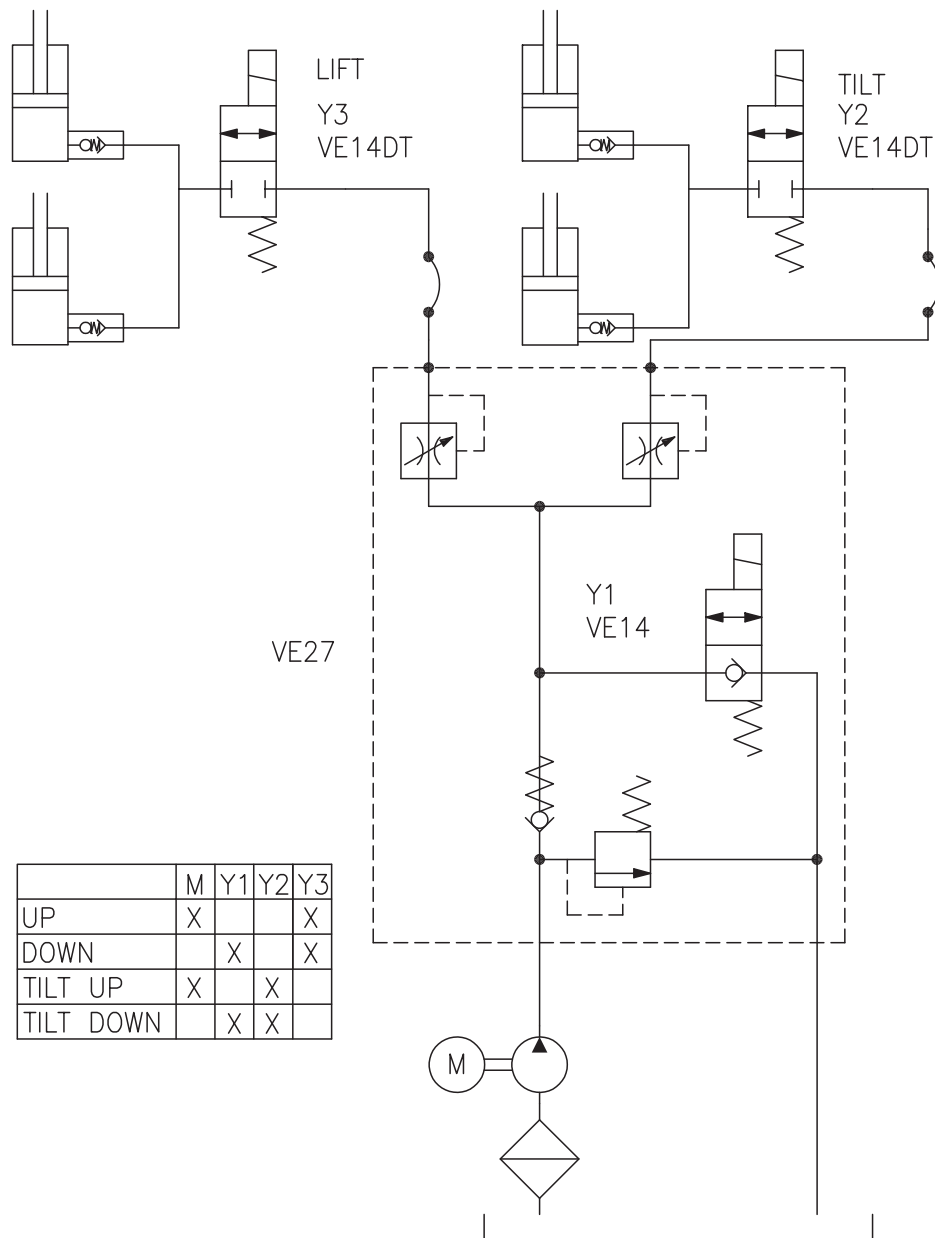 LIFT
Y3
VE14DT
TILT
Y2
VE14DT
Y1
VE14
VE27
M Y1 Y2 Y3
UP X X
DOWN X X
TILT UP X X
TILT DOWN X X
M